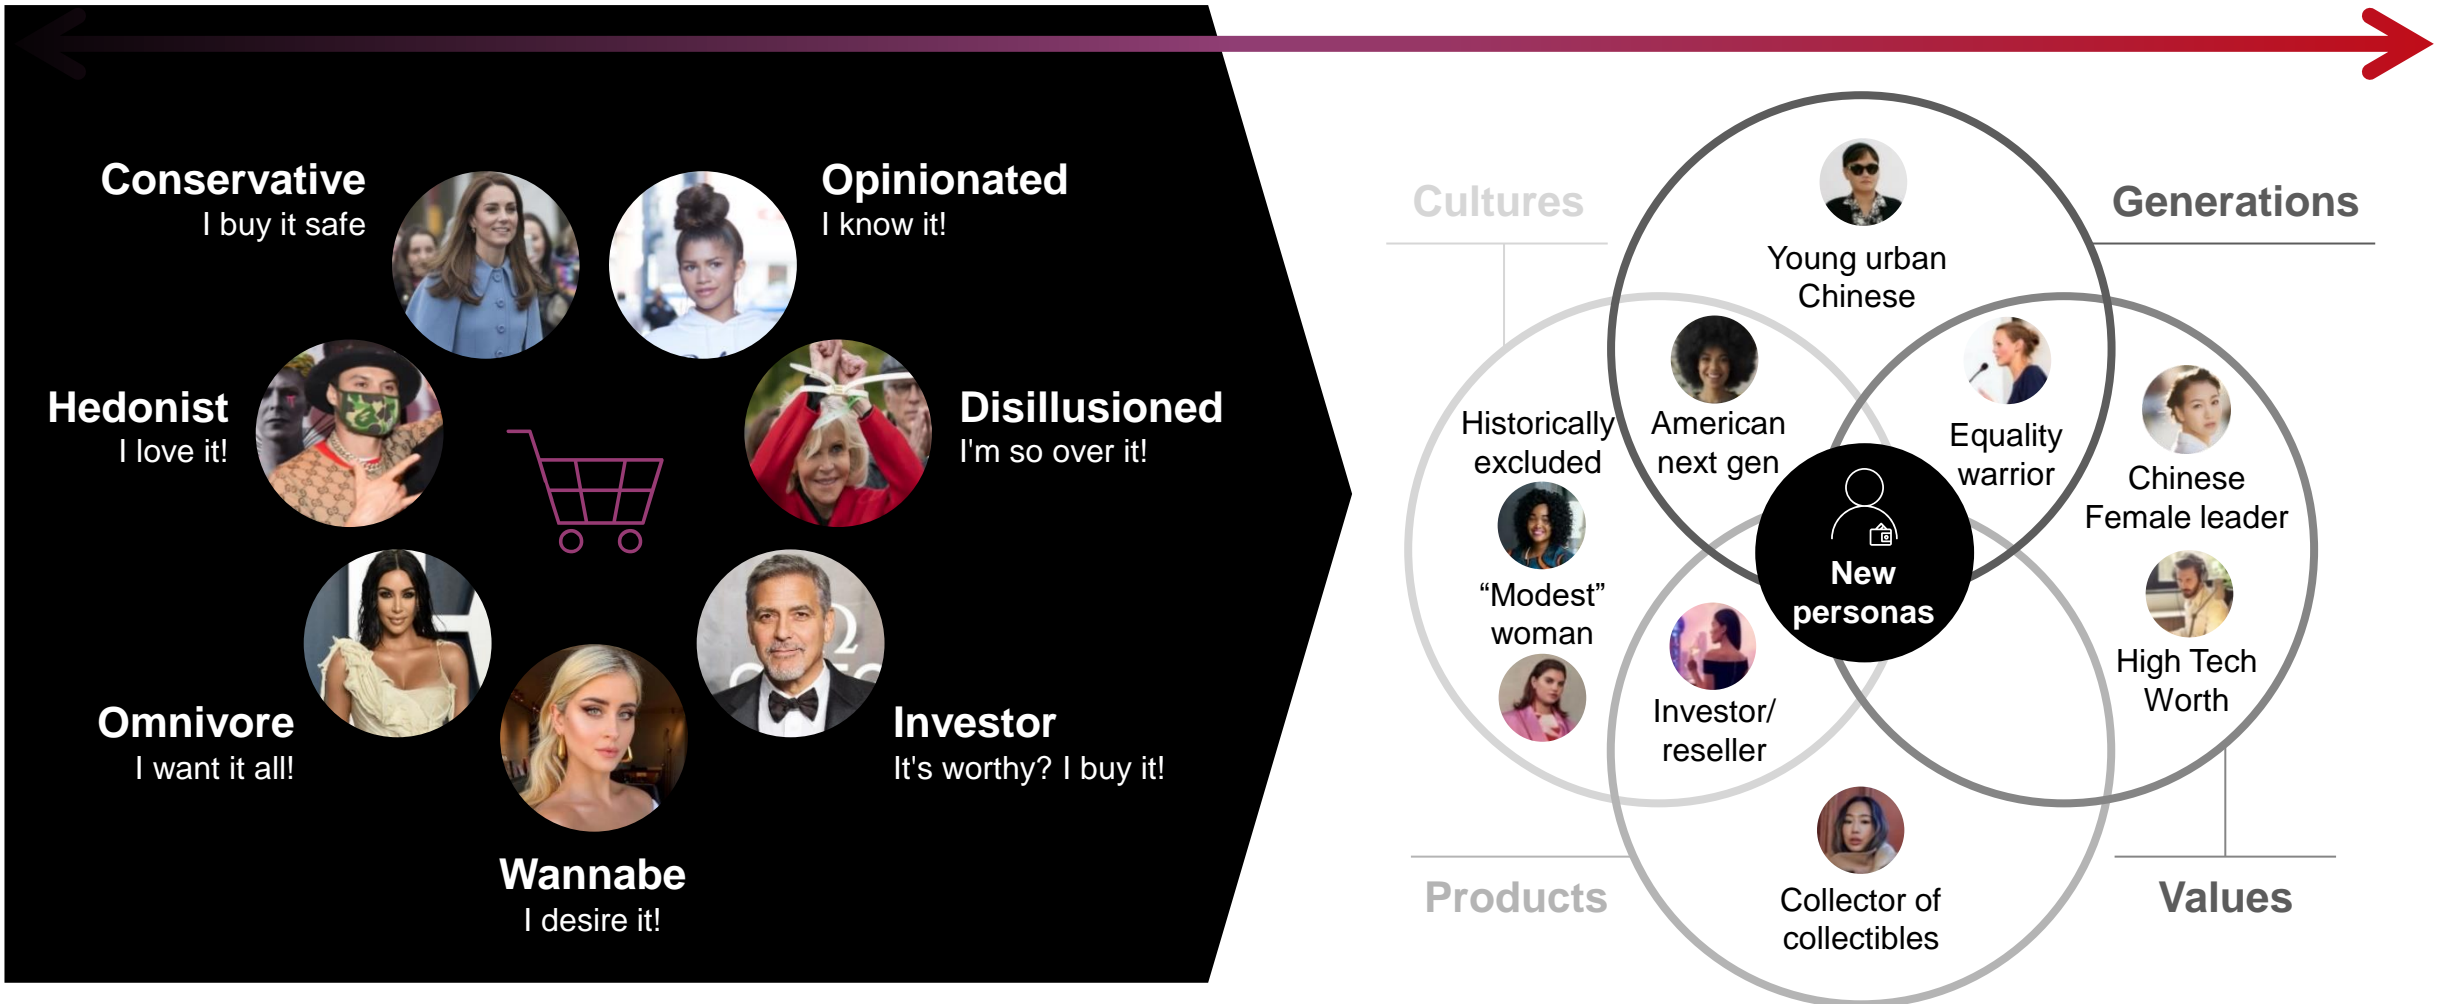 Conservative
I buy it safe
Opinionated
I know it!
Hedonist
I love it!
Disillusioned
I'm so over it!
Omnivore
I want it all!
Investor
It's worthy? I buy it!
Wannabe
I desire it!
Cultures
Generations
Young urban
Chinese
Historically
excluded
American
next gen
Equality
warrior
Chinese
Female leader
New
personas
“Modest”
woman
High Tech
Worth
Investor/
reseller
Products
Values
Collector of
collectibles